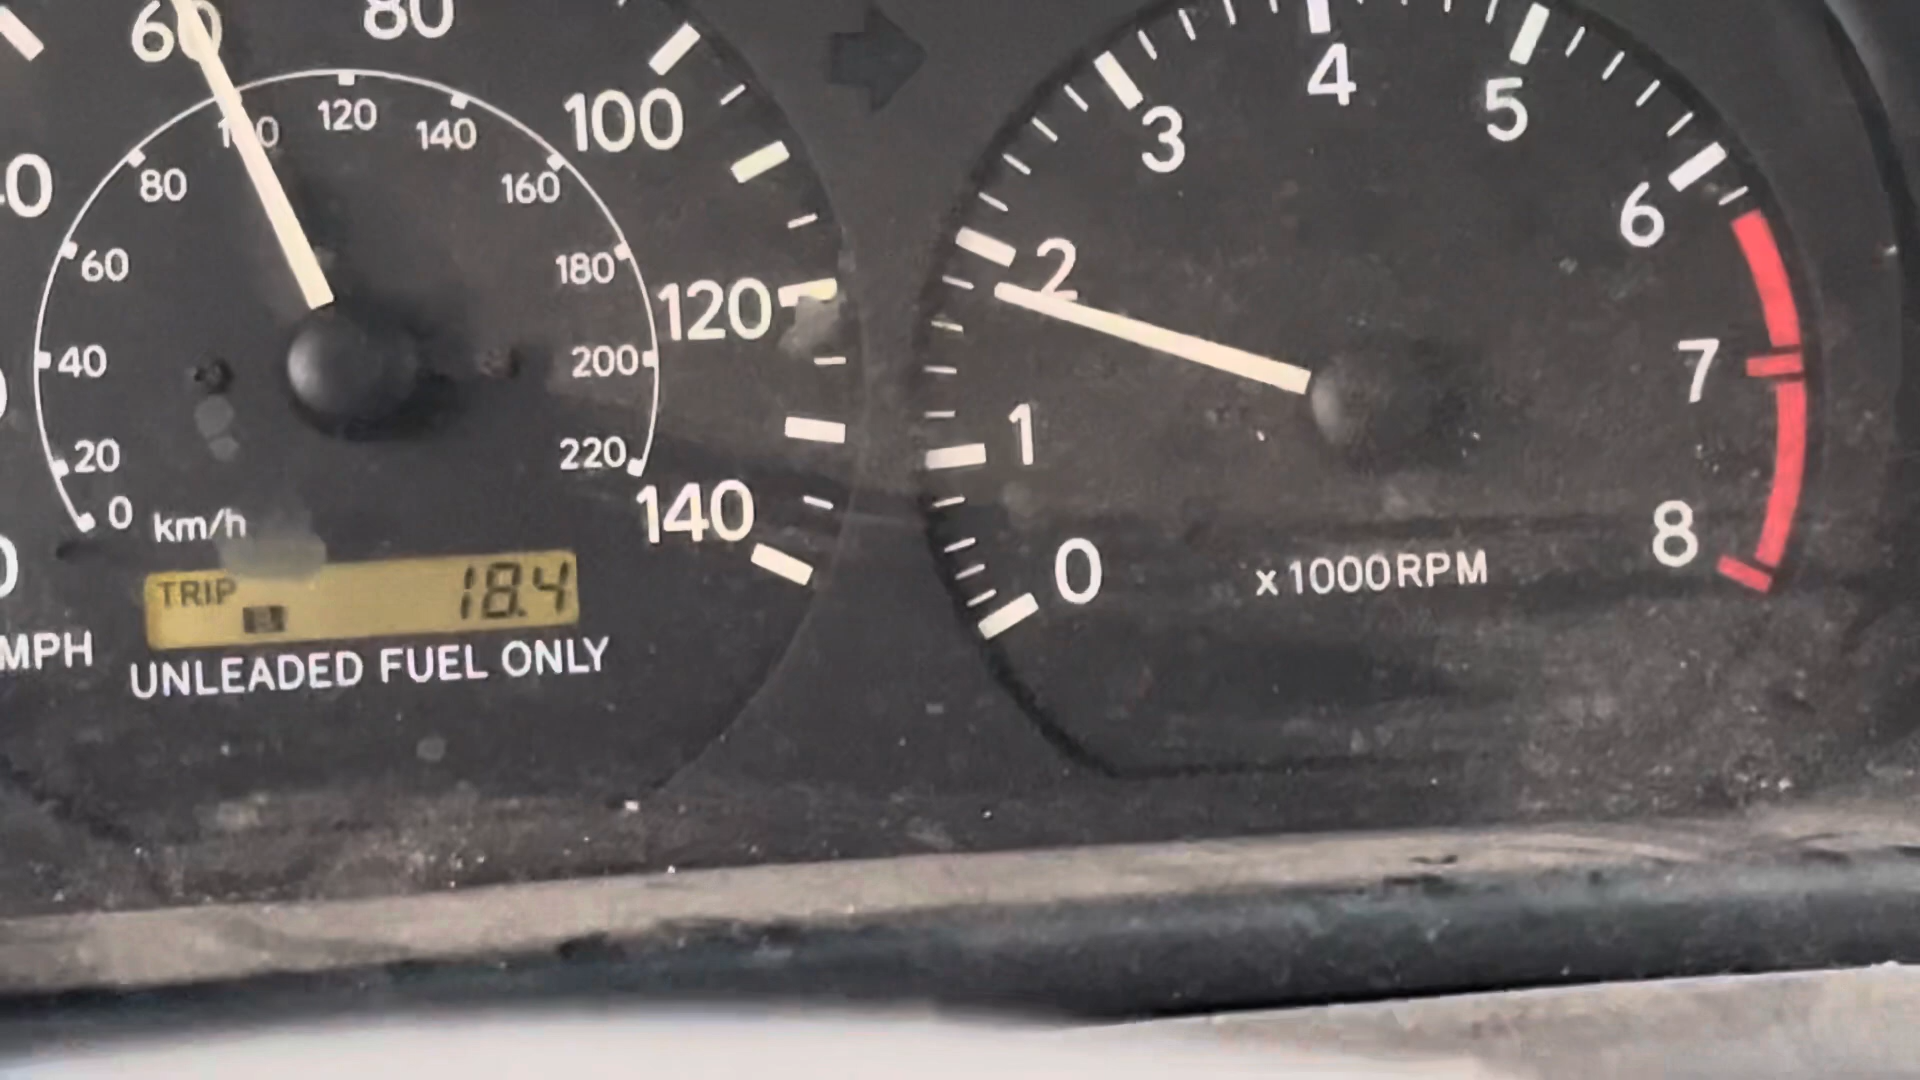 60 80 100 120 140
80 100 120 140 160
60 180
40 200
20 220
0 km/h
TRIP 18.4
MPH
UNLEADED FUEL ONLY
0 1 2 3 4 5 6 7 8
x1000RPM